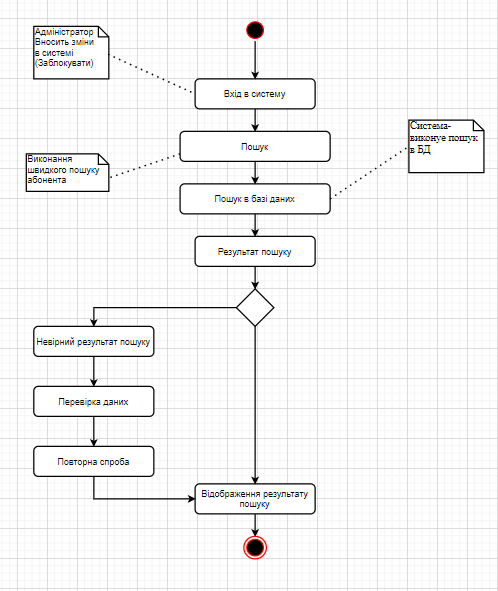 Адміністратор
Вносить зміни
в системі
(Заблокувати)
Вхід в систему
Система-
виконує пошук
в БД
Пошук
Виконання
швидкого пошуку
абонента
Пошук в базі даних
Результат пошуку
Невірний результат пошуку
Перевірка даних
Повторна спроба
Відображення результату
пошуку